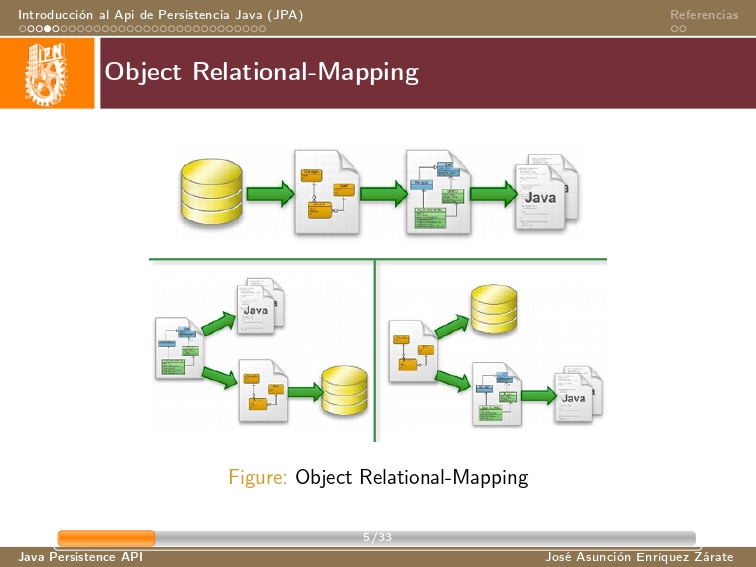 Introducción al Api de Persistencia Java (JPA)
Referencias
Object Relational-Mapping
Java
Java
Java
Figure: Object Relational-Mapping
5/33
Java Persistence API
José Asunción Enríquez Zárate